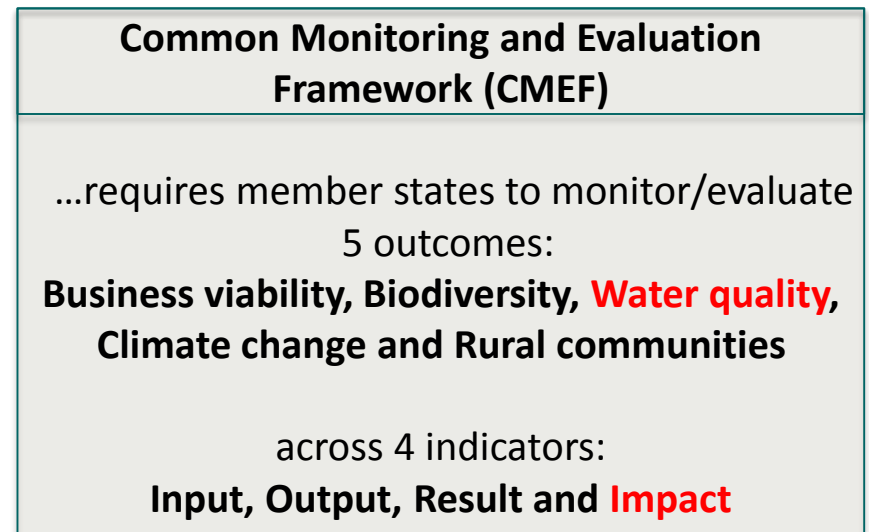 Common Monitoring and Evaluation
Framework (CMEF)
...requires member states to monitor/evaluate
5 outcomes:
Business viability, Biodiversity, Water quality,
Climate change and Rural communities
across 4 indicators:
Input, Output, Result and Impact